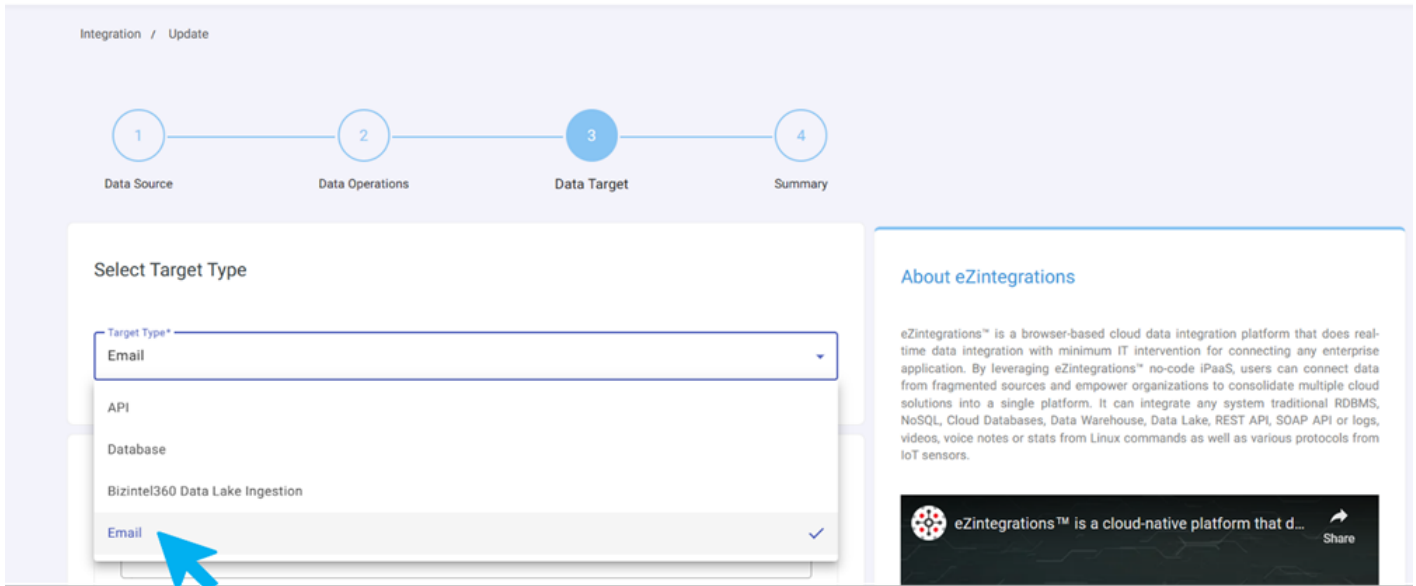 Integration / Update
1
2
3
4
Data Source
Data Operations
Data Target
Summary
Select Target Type
Target Type*
Email
API
Database
Bizintel360 Data Lake Ingestion
Email
About eZintegrations
eZintegrations™ is a browser-based cloud data integration platform that does real-
time data integration with minimum IT intervention for connecting any enterprise
application. By leveraging eZintegrations™ no-code iPaaS, users can connect data
from fragmented sources and empower organizations to consolidate multiple cloud
solutions into a single platform. It can integrate any system traditional RDBMS,
NoSQL, Cloud Databases, Data Warehouse, Data Lake, REST API, SOAP API or logs,
videos, voice notes or stats from Linux commands as well as various protocols from
IoT sensors.
eZintegrations™ is a cloud-native platform that d...
Share